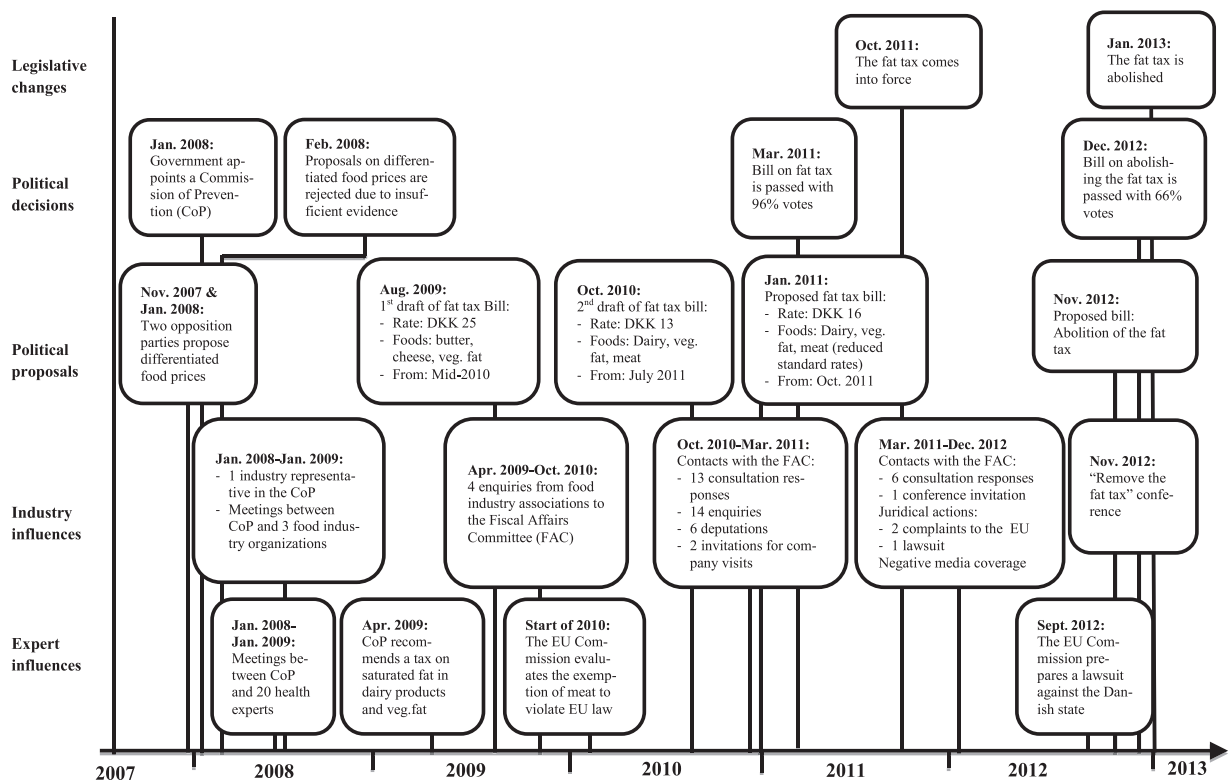 Legislative
changes
Oct. 2011:
The fat tax comes
into force
Jan. 2013:
The fat tax is
abolished
Political
decisions
Jan. 2008:
Government ap-
points a Commis-
sion of Preven-
tion (CoP)
Feb. 2008:
Proposals on differen-
tiated food prices are
rejected due to insuf-
ficient evidence
Mar. 2011:
Bill on fat tax
is passed with
96% votes
Dec. 2012:
Bill on abolish-
ing the fat tax is
passed with 66%
votes
Political
proposals
Nov. 2007 &
Jan. 2008:
Two opposition
parties propose
differentiated
food prices
Aug. 2009:
1st draft of fat tax Bill:
- Rate: DKK 25
- Foods: butter,
cheese, veg. fat
- From: Mid-2010
Oct. 2010:
2nd draft of fat tax bill:
- Rate: DKK 13
- Foods: Dairy, veg.
fat, meat
- From: July 2011
Jan. 2011:
Proposed fat tax bill:
- Rate: DKK 16
- Foods: Dairy, veg.
fat, meat (reduced
standard rates)
- From: Oct. 2011
Nov. 2012:
Proposed bill:
Abolition of the fat
tax
Industry
influences
Jan. 2008-Jan. 2009:
- 1 industry representa-
tive in the CoP
- Meetings between
CoP and 3 food indus-
try organizations
Apr. 2009-Oct. 2010:
4 enquiries from food
industry associations to
the Fiscal Affairs
Committee (FAC)
Oct. 2010-Mar. 2011:
Contacts with the FAC:
- 13 consultation res-
ponses
- 14 enquiries
- 6 deputations
- 2 invitations for com-
pany visits
Mar. 2011-Dec. 2012
Contacts with the FAC:
- 6 consultation responses
- 1 conference invitation
Juridical actions:
- 2 complaints to the EU
- 1 lawsuit
Negative media coverage
Nov. 2012:
“Remove the
fat tax” confe-
rence
Expert
influences
Jan. 2008–
Jan. 2009:
Meetings be-
tween CoP
and 20 health
experts
Apr. 2009:
CoP recom-
mends a tax on
saturated fat in
dairy products
and veg.fat
Start of 2010:
The EU Com-
mission evalu-
ates the exemp-
tion of meat to
violate EU law
Sept. 2012:
The EU Com-
mission pre-
pares a lawsuit
against the Dan-
ish state
2007 2008 2009 2010 2011 2012 2013